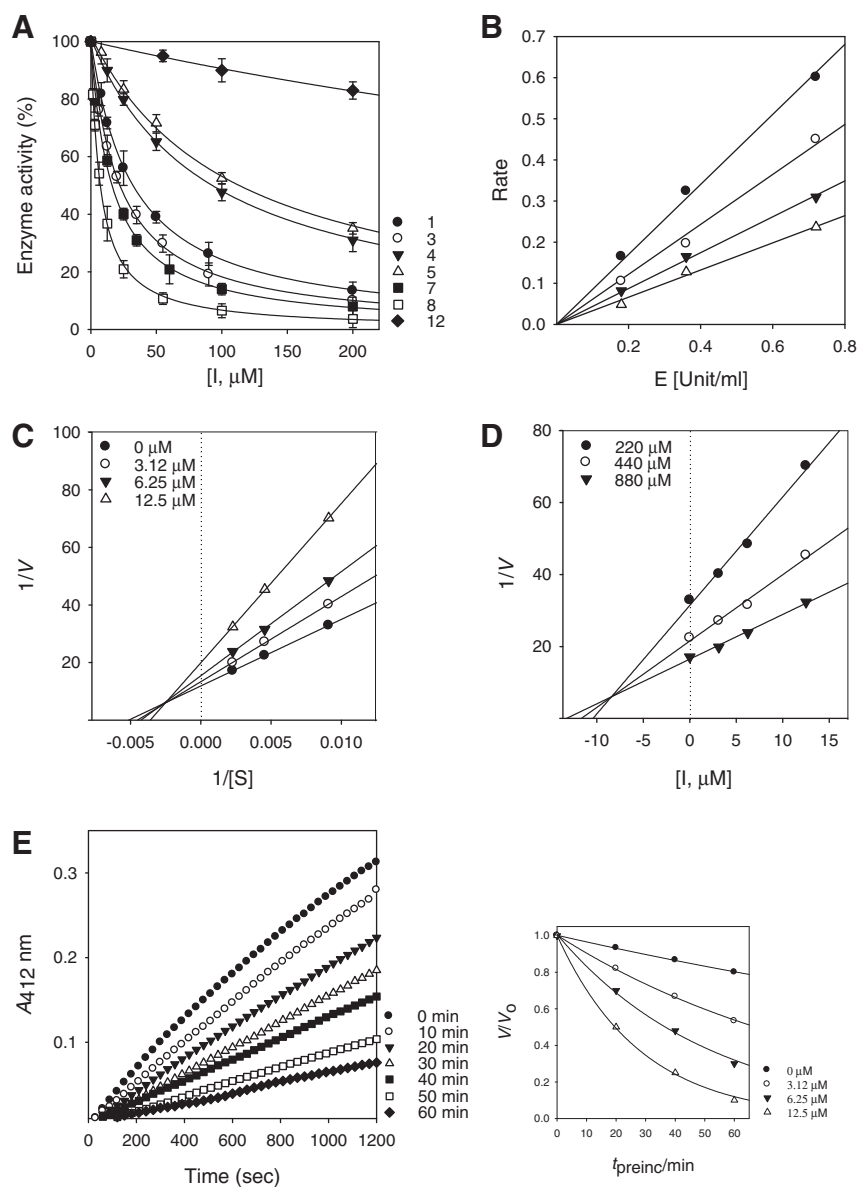 A
Enzyme activity (%)
100
80
60
40
20
0
0 50 100 150 200
[I, μM]
1
3
4
5
7
8
12
B
Rate
0.7
0.6
0.5
0.4
0.3
0.2
0.1
0.0
0.2 0.4 0.6 0.8
E [Unit/ml]
C
1/V
100
80
60
40
20
0 μM
3.12 μM
6.25 μM
12.5 μM
-0.005 0.000 0.005 0.010
1/[S]
D
1/V
80
60
40
20
220 μM
440 μM
880 μM
-10 -5 0 5 10 15
[I, μM]
E
A412 nm
0.3
0.2
0.1
0 200 400 600 800 1000 1200
Time (sec)
0 min
10 min
20 min
30 min
40 min
50 min
60 min
V/Vo
1.0
0.8
0.6
0.4
0.2
0.0
0 10 20 30 40 50 60
tpreinc/min
0 μM
3.12 μM
6.25 μM
12.5 μM